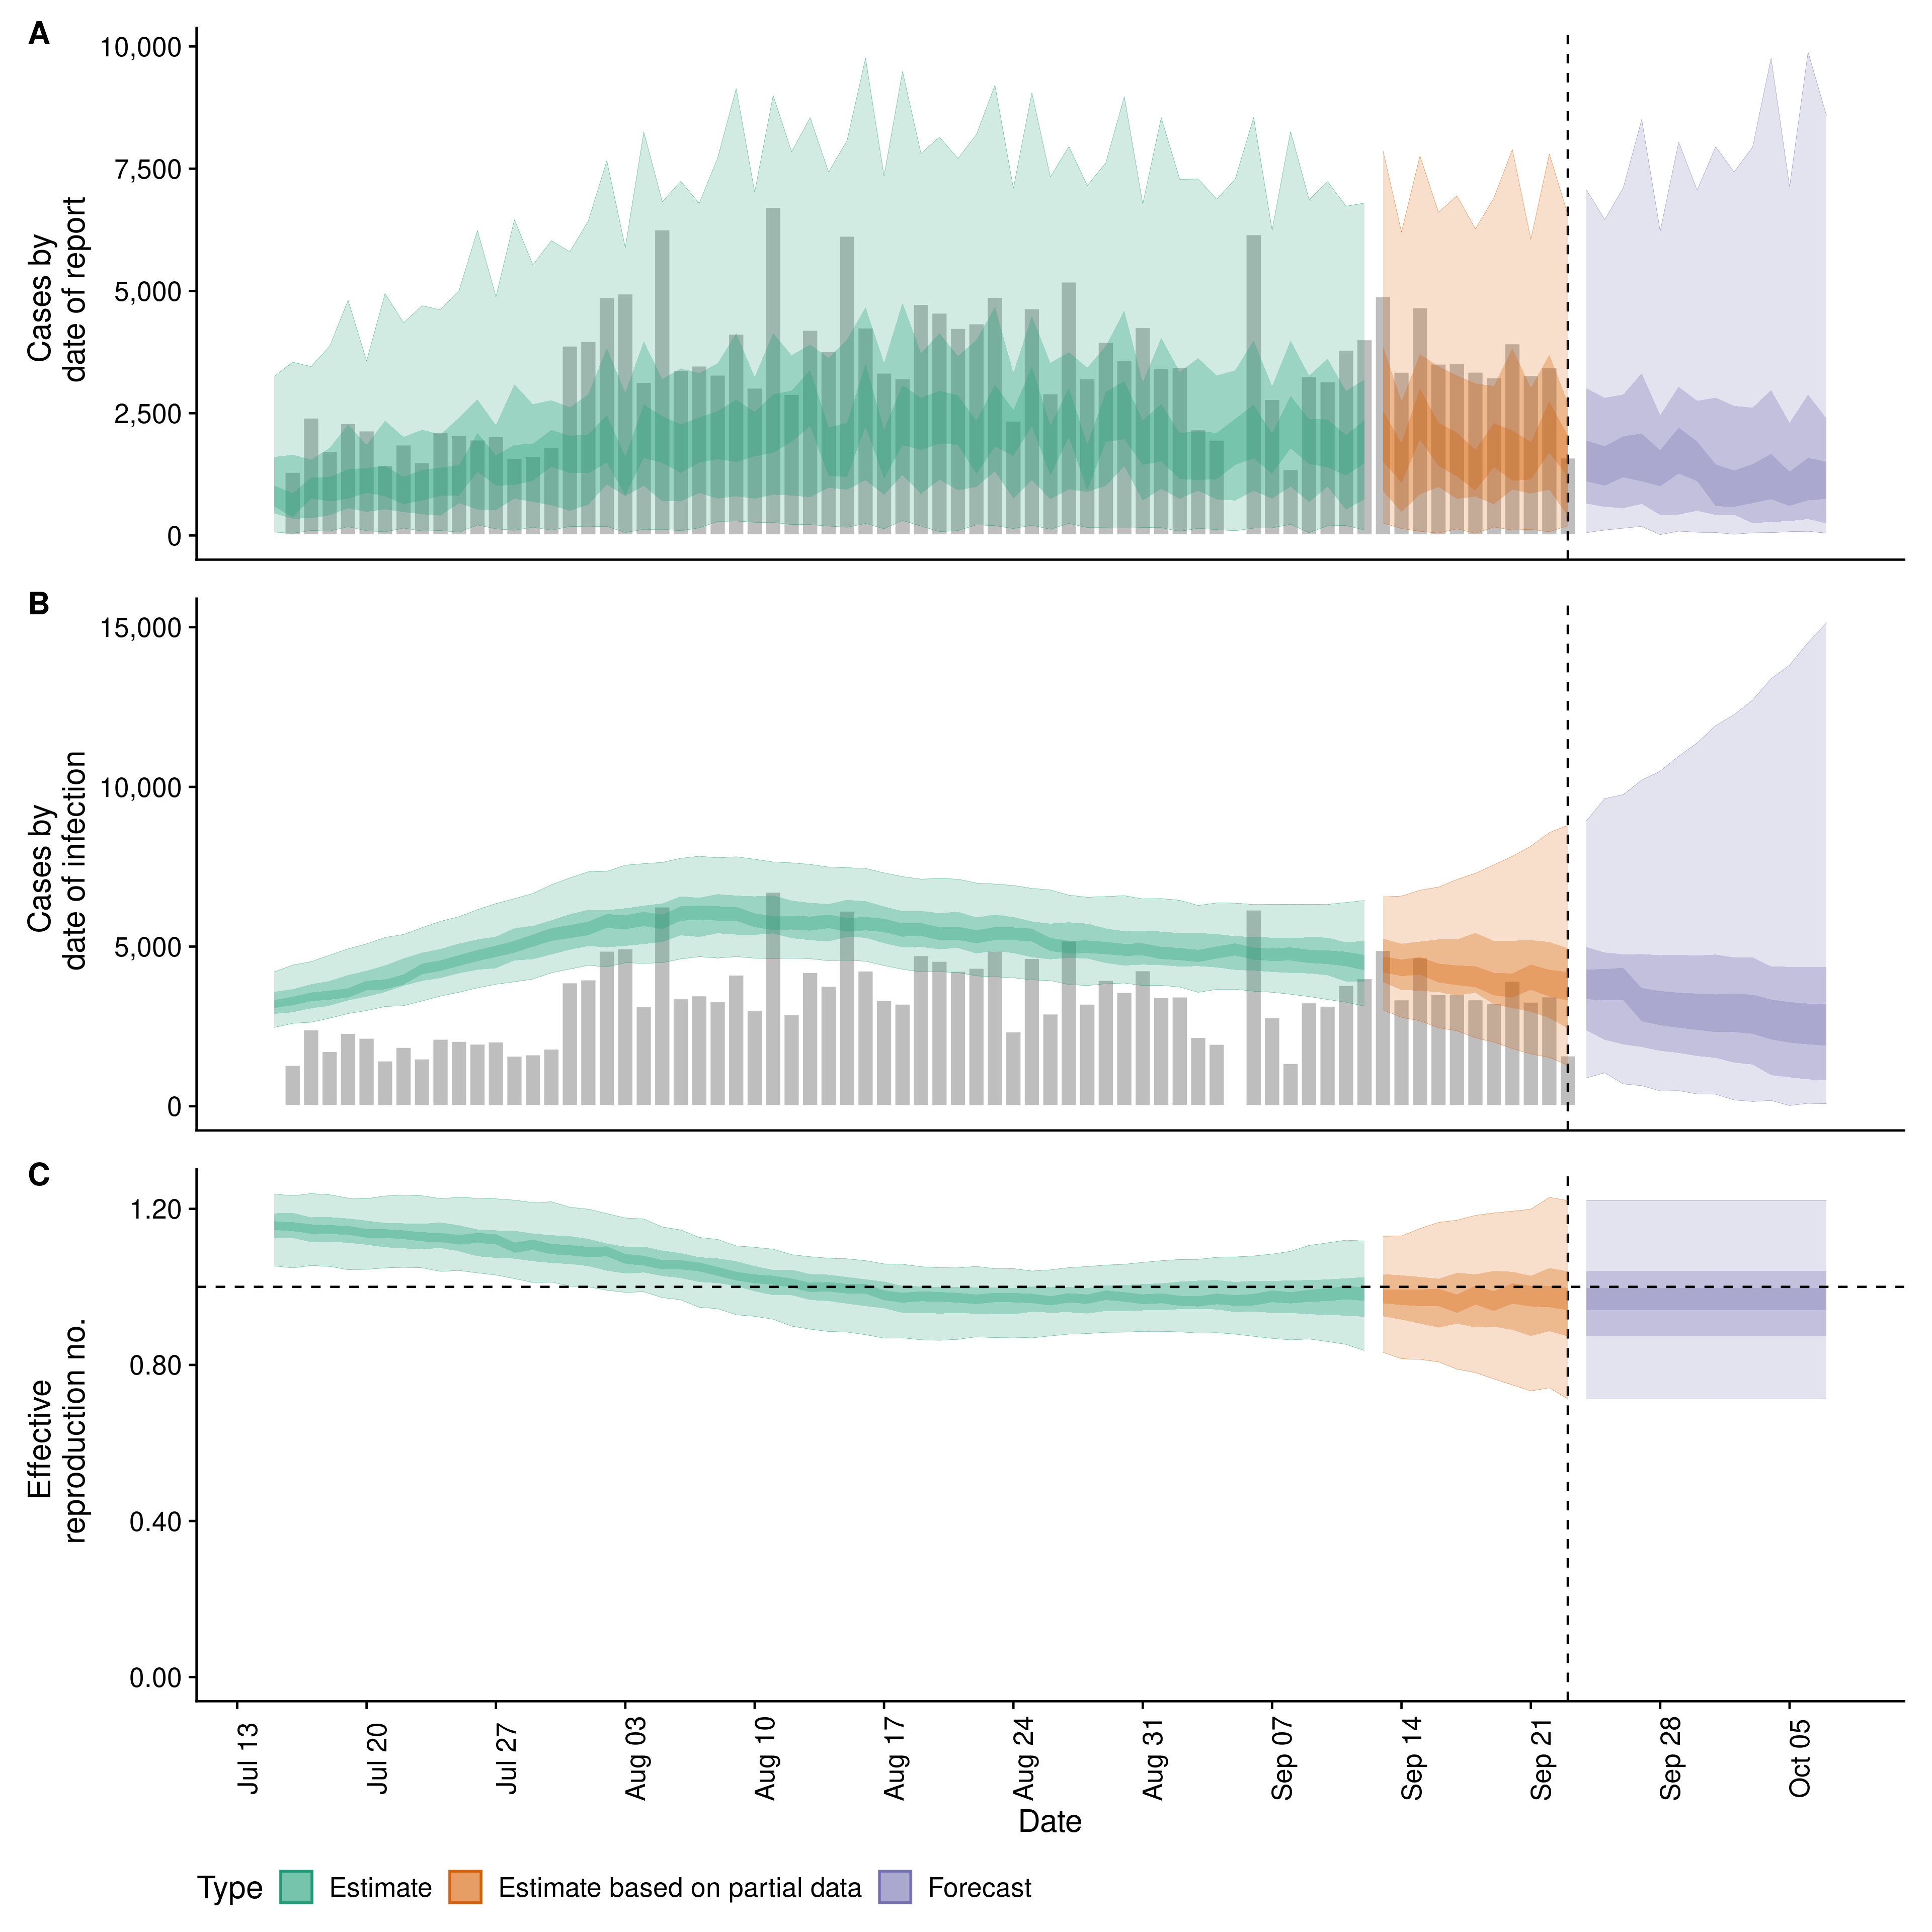 A
Cases by
date of report
10,000
7,500
5,000
2,500
0
B
Cases by
date of infection
15,000
10,000
5,000
0
C
Effective
reproduction no.
1.20
0.80
0.40
0.00
Jul 13
Jul 20
Jul 27
Aug 03
Aug 10
Aug 17
Aug 24
Aug 31
Sep 07
Sep 14
Sep 21
Sep 28
Oct 05
Date
Type Estimate Estimate based on partial data Forecast